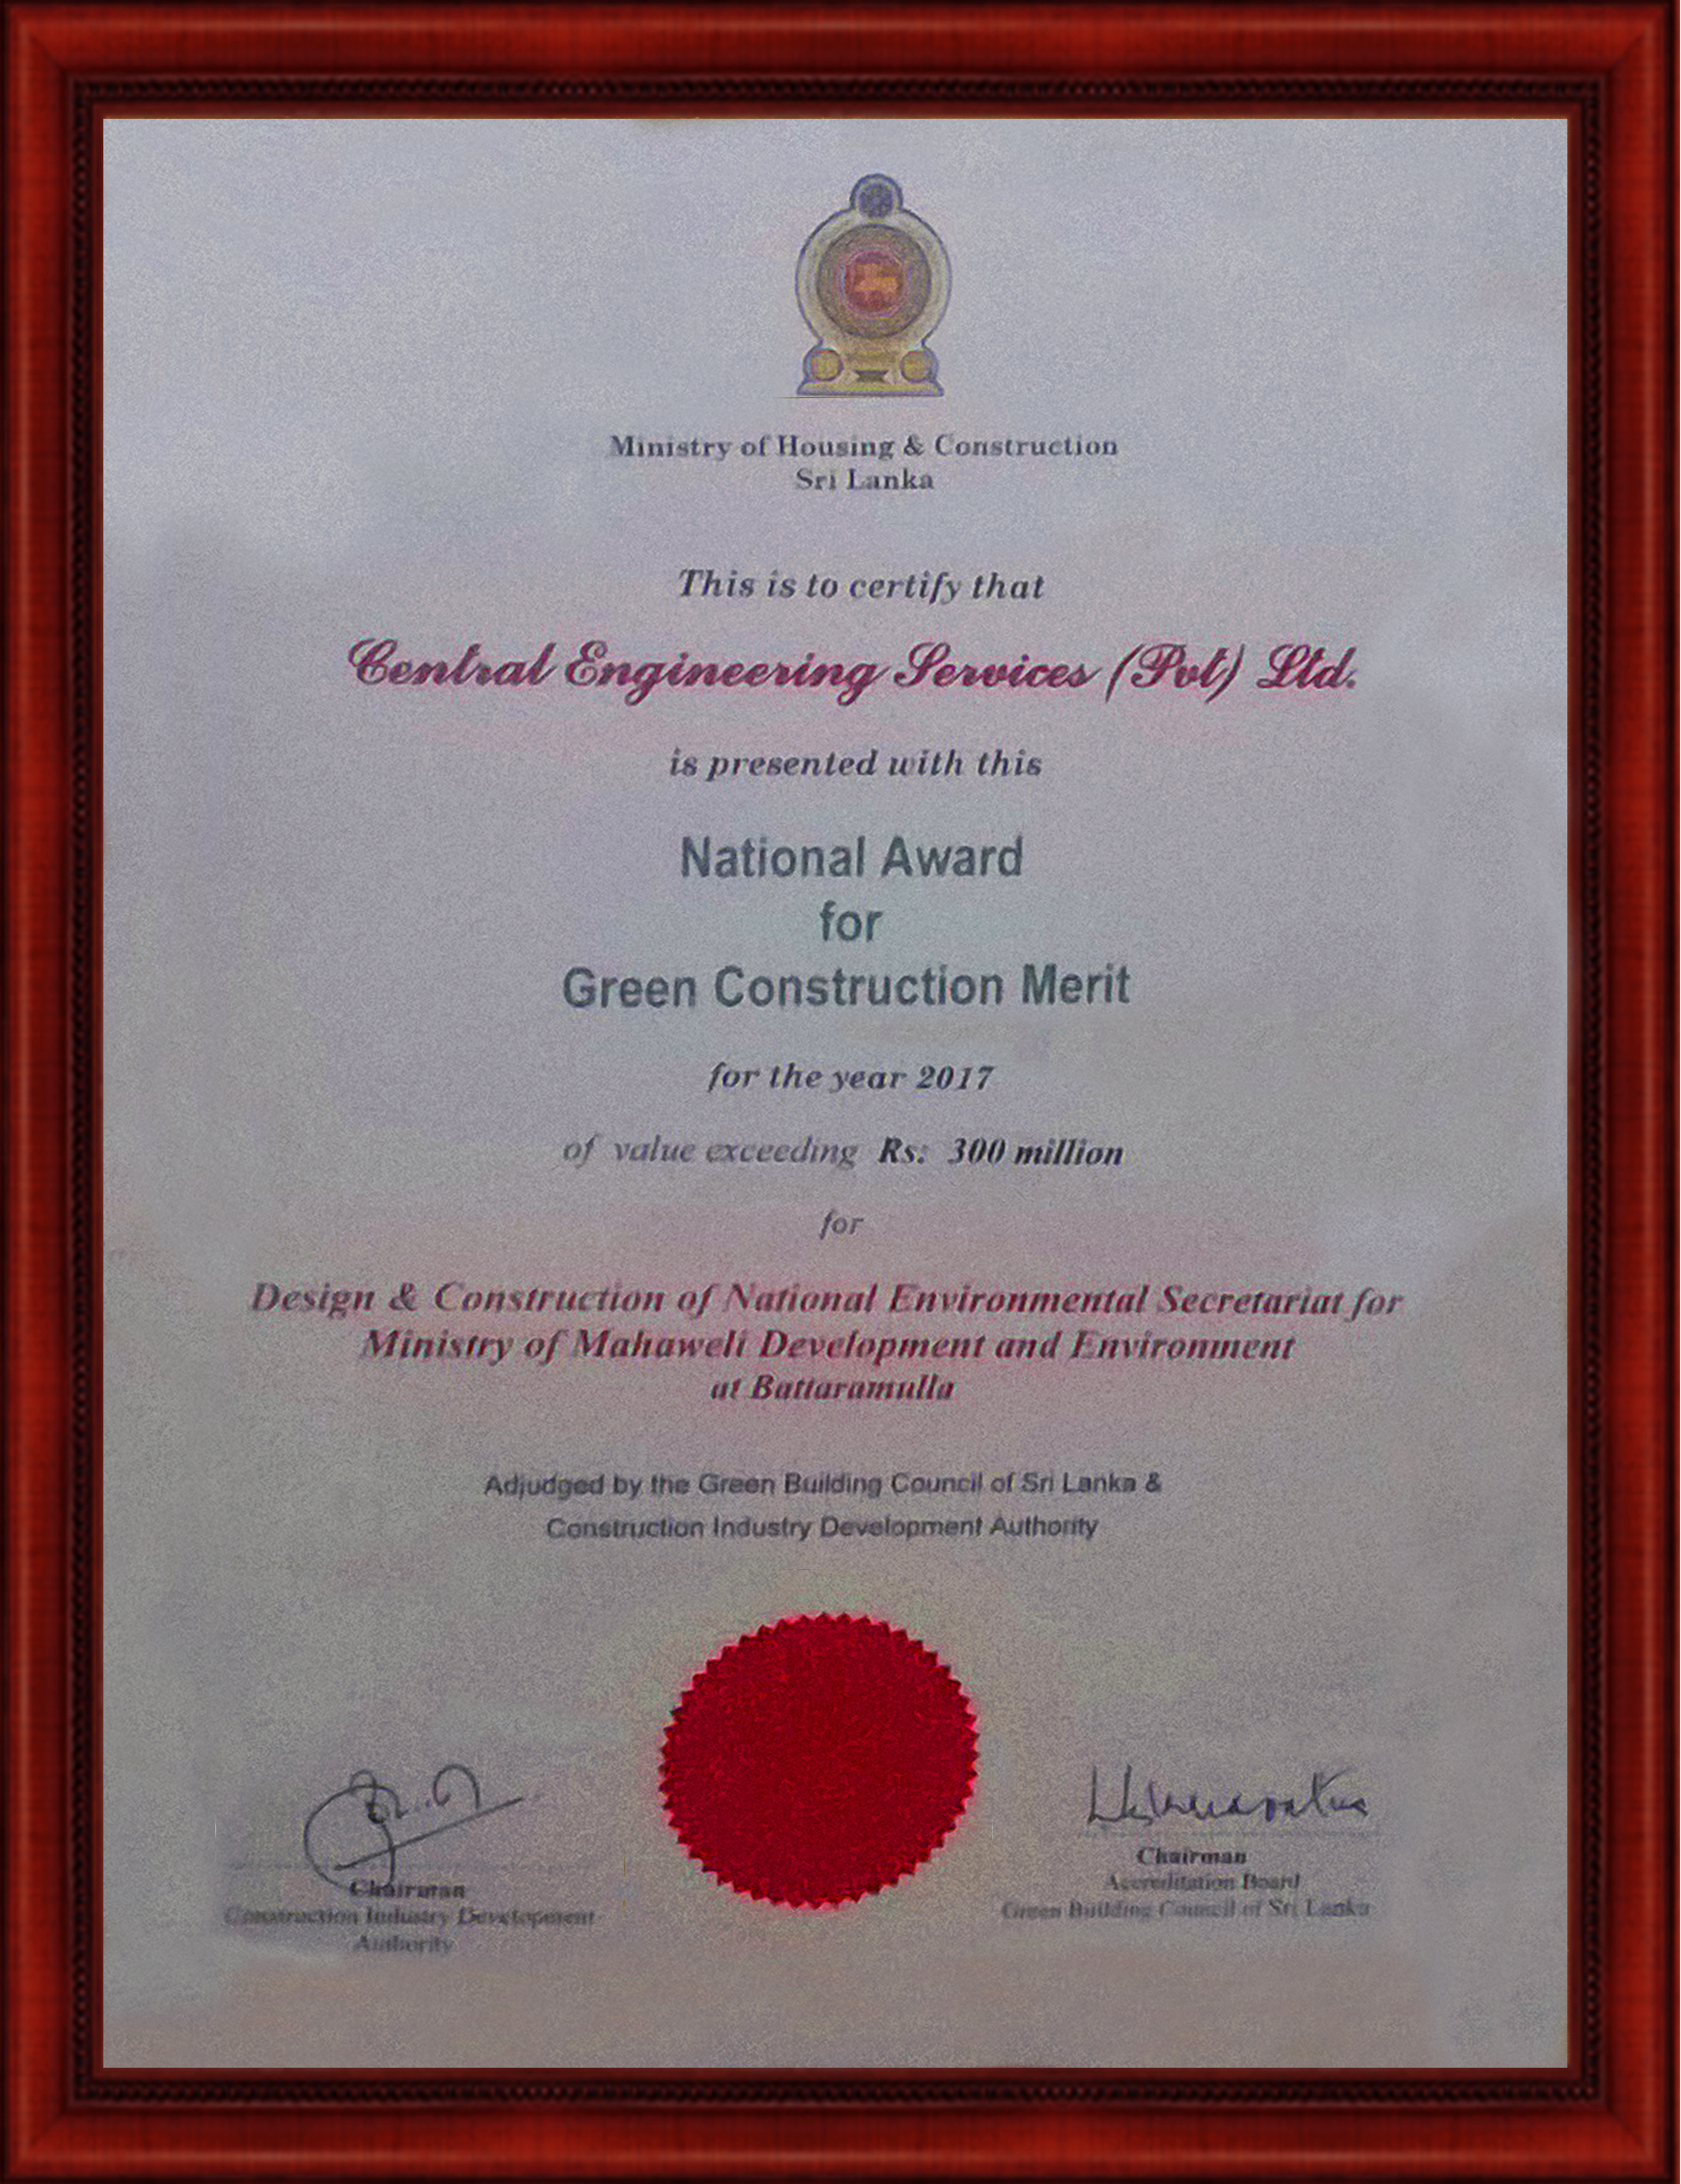 Ministry of Housing & Construction
Sri Lanka
This is to certify that
Central Engineering Services (Pvt) Ltd.
is presented with this
National Award
for
Green Construction Merit
for the year 2017
of value exceeding Rs: 300 million
for
Design & Construction of National Environmental Secretariat for
Ministry of Mahaweli Development and Environment
at Battaramulla
Adjudged by the Green Building Council of Sri Lanka &
Construction Industry Development Authority
Chairman
Construction Industry Development
Authority
Chairman
Accreditation Board
Green Building Council of Sri Lanka